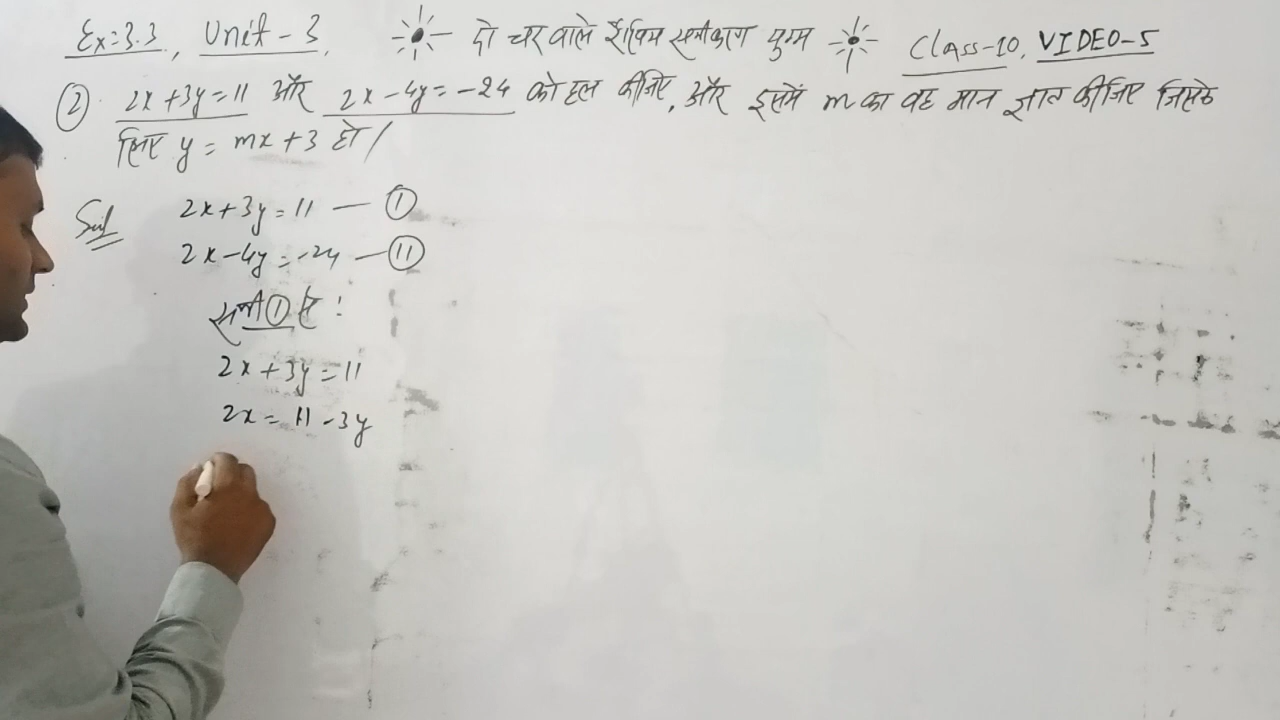 Ex=3.3, Unit-3, दो चर वाले रैखिक समीकरण युग्म Class-10, VIDEO-5
② 2x+3y=11 और 2x-4y=-24 को हल कीजिए, और इससे m का वह मान ज्ञात कीजिए जिसके
लिए y = mx+3 हो /
Sol
2x+3y=11 — ①
2x-4y=-24 — ⑪
समी ① से :
2x+3y=11
2x = 11-3y